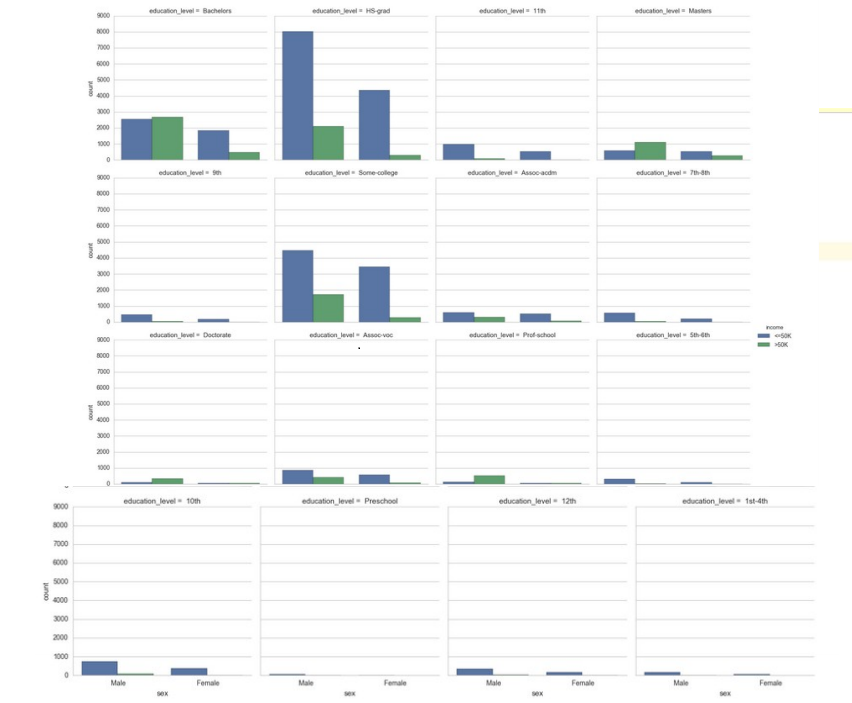 education_level = Bachelors
education_level = HS-grad
education_level = 11th
education_level = Masters
9000
8000
7000
6000
5000
4000
3000
2000
1000
0
count
education_level = 9th
education_level = Some-college
education_level = Assoc-acdm
education_level = 7th-8th
9000
8000
7000
6000
5000
4000
3000
2000
1000
0
count
income
<=50K
>50K
education_level = Doctorate
education_level = Assoc-voc
education_level = Prof-school
education_level = 5th-6th
9000
8000
7000
6000
5000
4000
3000
2000
1000
0
count
education_level = 10th
education_level = Preschool
education_level = 12th
education_level = 1st-4th
9000
8000
7000
6000
5000
4000
3000
2000
1000
0
count
Male Female Male Female Male Female Male Female
sex sex sex sex